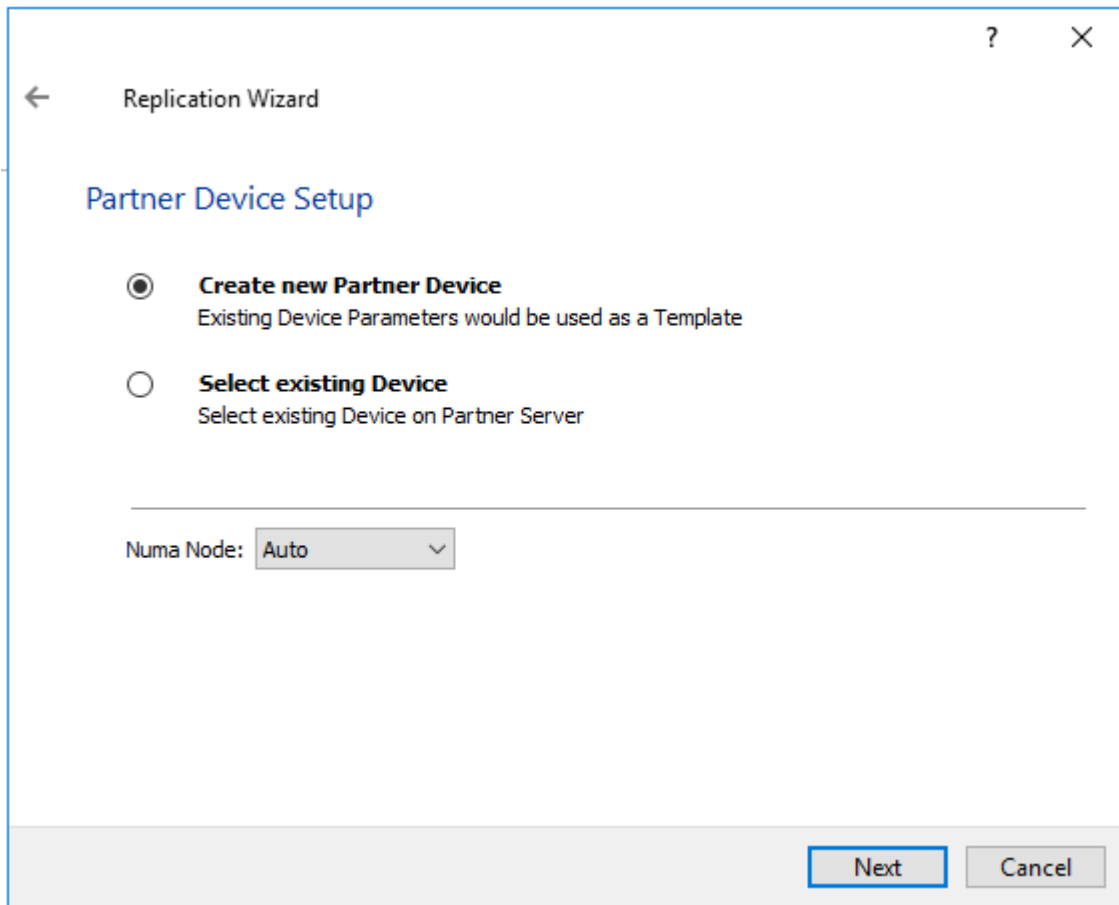 ?
Replication Wizard
Partner Device Setup
Create new Partner Device
Existing Device Parameters would be used as a Template
Select existing Device
Select existing Device on Partner Server
Numa Node: Auto
Next Cancel